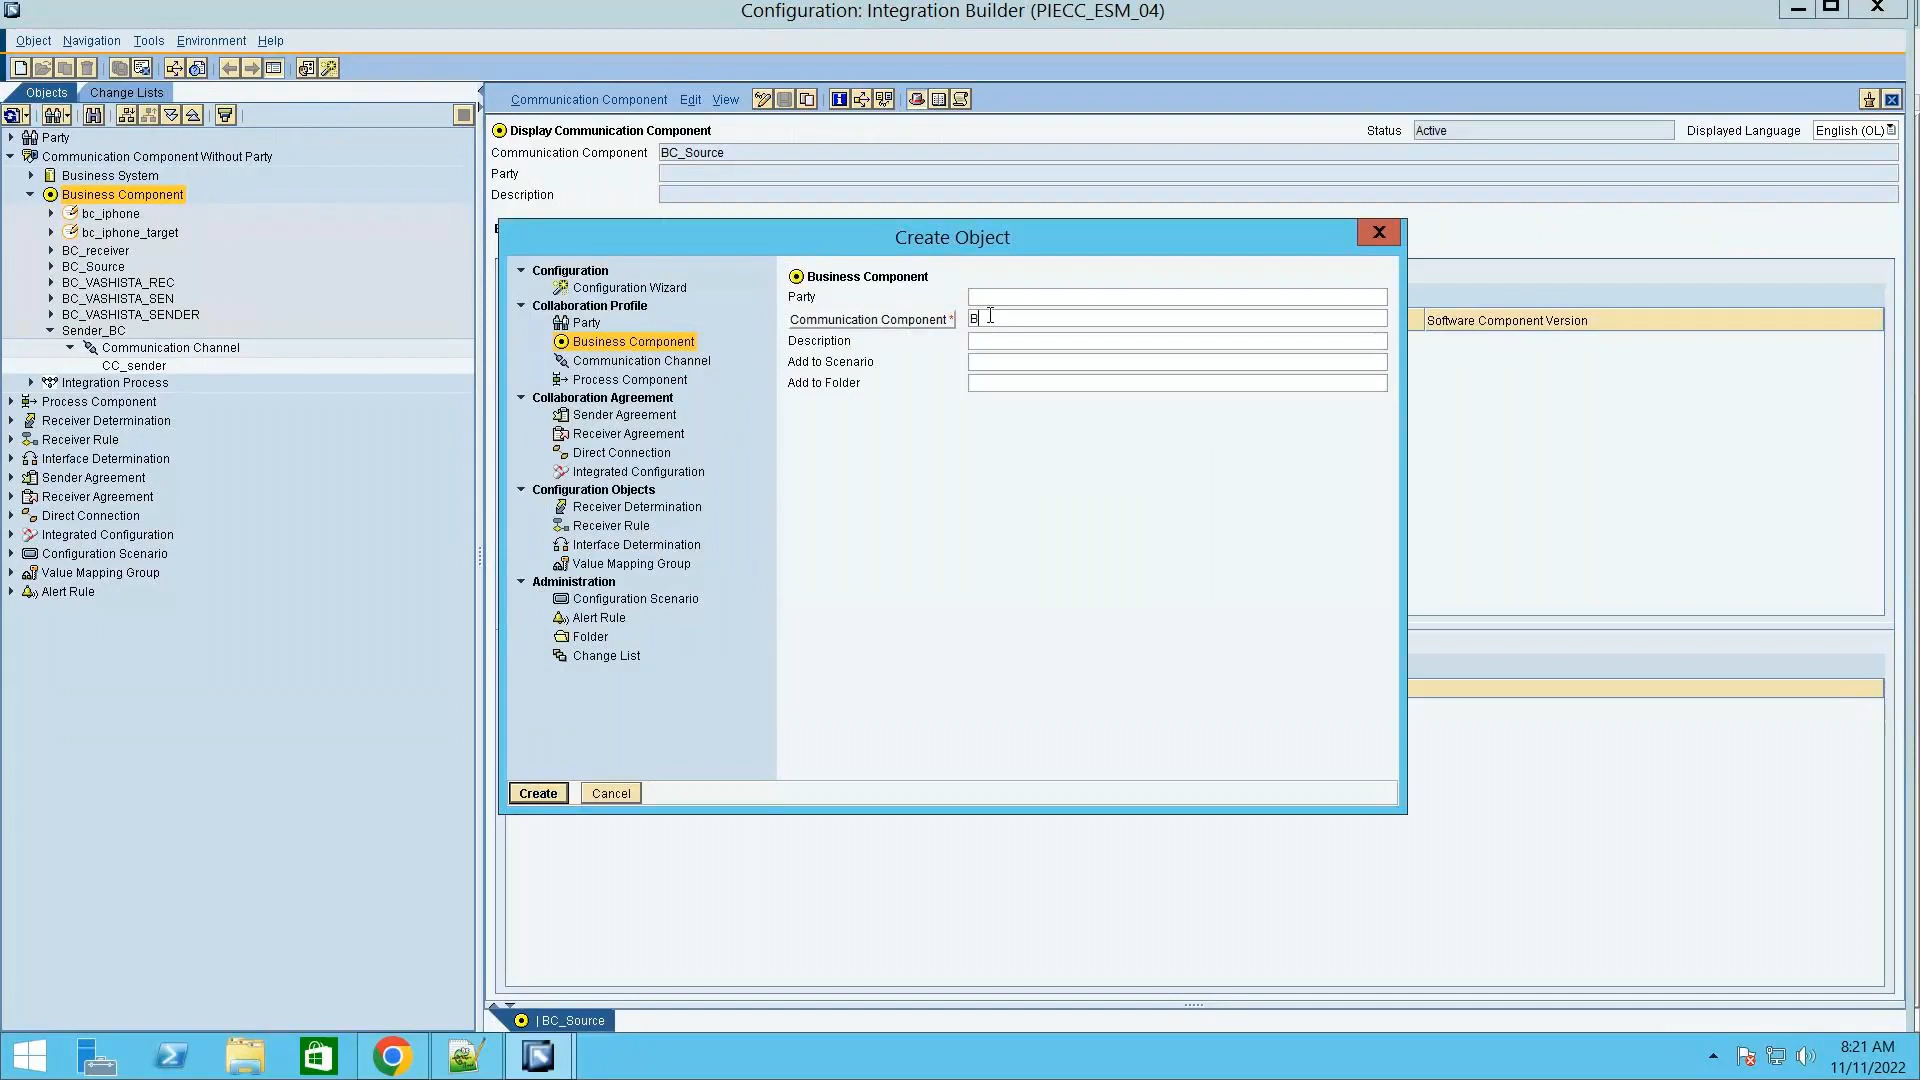 Configuration: Integration Builder (PIECC_ESM_04)
Object Navigation Tools Environment Help
Objects Change Lists
Party
Communication Component Without Party
Business System
Business Component
bc_iphone
bc_iphone_target
BC_receiver
BC_Source
BC_VASHISTA_REC
BC_VASHISTA_SEN
BC_VASHISTA_SENDER
Sender_BC
Communication Channel
CC_sender
Integration Process
Process Component
Receiver Determination
Receiver Rule
Interface Determination
Sender Agreement
Receiver Agreement
Direct Connection
Integrated Configuration
Configuration Scenario
Value Mapping Group
Alert Rule
Communication Component Edit View
Display Communication Component
Status Active
Displayed Language English (OL)
Communication Component BC_Source
Party
Description
Create Object
Configuration
Configuration Wizard
Collaboration Profile
Party
Business Component
Communication Channel
Process Component
Collaboration Agreement
Sender Agreement
Receiver Agreement
Direct Connection
Integrated Configuration
Configuration Objects
Receiver Determination
Receiver Rule
Interface Determination
Value Mapping Group
Administration
Configuration Scenario
Alert Rule
Folder
Change List
Business Component
Party
Communication Component * B
Description
Add to Scenario
Add to Folder
Create Cancel
Software Component Version
| BC_Source
8:21 AM
11/11/2022